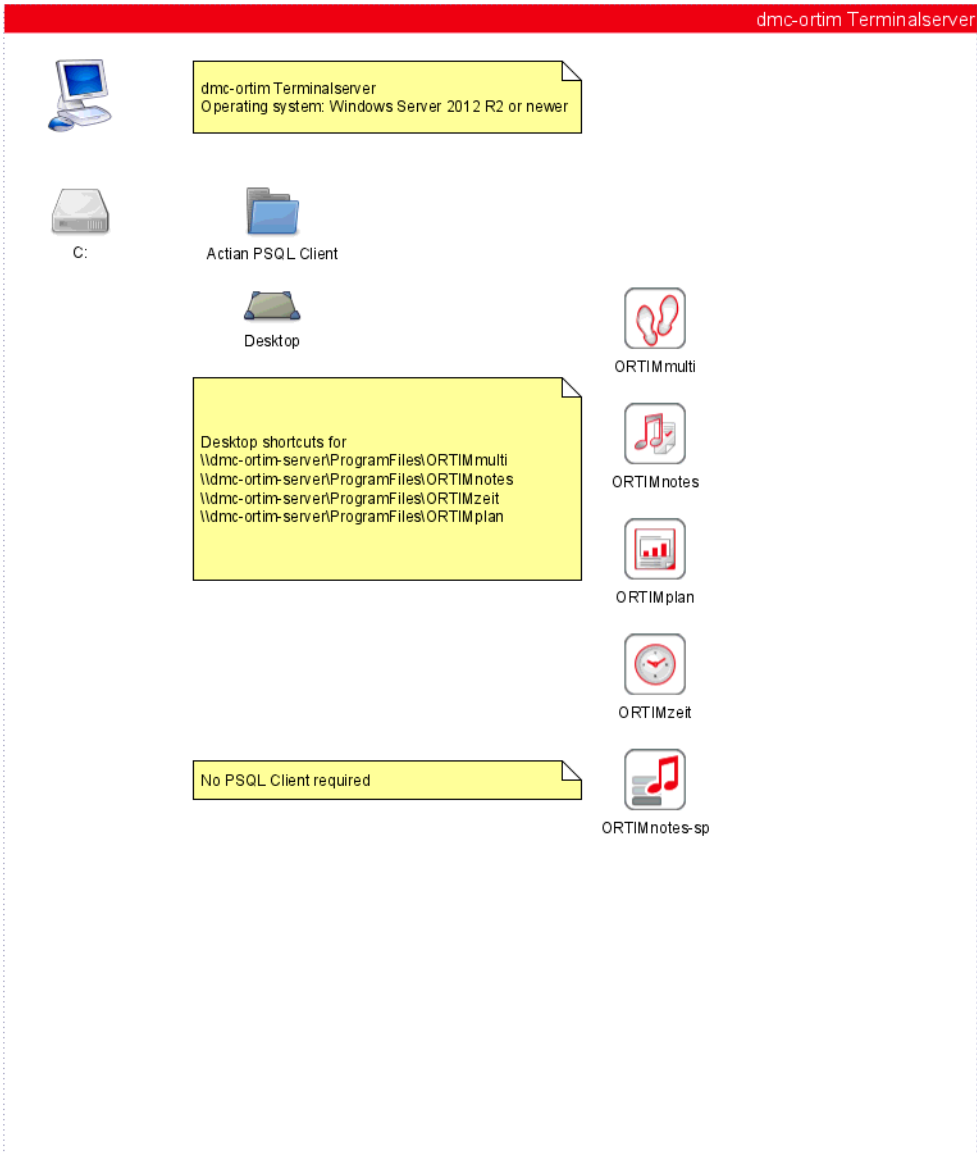 dmc-ortim Terminalserver
dmc-ortim Terminalserver
Operating system: Windows Server 2012 R2 or newer
C:
Actian PSQL Client
Desktop
ORTIMmulti
Desktop shortcuts for
\\dmc-ortim-server\ProgramFiles\ORTIMmulti
\\dmc-ortim-server\ProgramFiles\ORTIMnotes
\\dmc-ortim-server\ProgramFiles\ORTIMzeit
\\dmc-ortim-server\ProgramFiles\ORTIMplan
ORTIMnotes
ORTIMplan
ORTIMzeit
No PSQL Client required
ORTIMnotes-sp